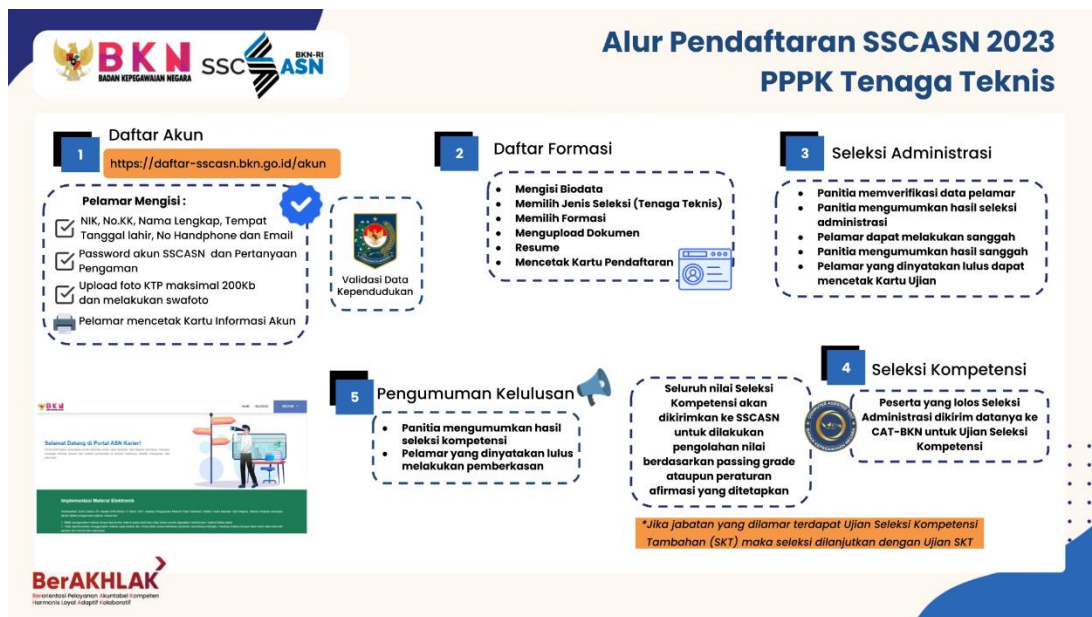 BKN
BADAN KEPEGAWAIAN NEGARA
SSC
BKN-RI
ASN
Alur Pendaftaran SSCASN 2023
PPPK Tenaga Teknis
1
Daftar Akun
https://daftar-sscasn.bkn.go.id/akun
Pelamar Mengisi :
NIK, No.KK, Nama Lengkap, Tempat
Tanggal lahir, No Handphone dan Email
Password akun SSCASN dan Pertanyaan
Pengaman
Upload foto KTP maksimal 200Kb
dan melakukan swafoto
Pelamar mencetak Kartu Informasi Akun
Validasi Data
Kependudukan
2
Daftar Formasi
Mengisi Biodata
Memilih Jenis Seleksi (Tenaga Teknis)
Memilih Formasi
Mengupload Dokumen
Resume
Mencetak Kartu Pendaftaran
3
Seleksi Administrasi
Panitia memverifikasi data pelamar
Panitia mengumumkan hasil seleksi
administrasi
Pelamar dapat melakukan sanggah
Panitia mengumumkan hasil sanggah
Pelamar yang dinyatakan lulus dapat
mencetak Kartu Ujian
4
Seleksi Kompetensi
Peserta yang lolos Seleksi
Administrasi dikirim datanya ke
CAT-BKN untuk Ujian Seleksi
Kompetensi
Seluruh nilai Seleksi
Kompetensi akan
dikirimkan ke SSCASN
untuk dilakukan
pengolahan nilai
berdasarkan passing grade
ataupun peraturan
afirmasi yang ditetapkan
*Jika jabatan yang dilamar terdapat Ujian Seleksi Kompetensi
Tambahan (SKT) maka seleksi dilanjutkan dengan Ujian SKT
5
Pengumuman Kelulusan
Panitia mengumumkan hasil
seleksi kompetensi
Pelamar yang dinyatakan lulus
melakukan pemberkasan
BKN
Selamat Datang di Portal ASN Karier!
Implementasi Materai Elektronik
BerAKHLAK
Berorientasi Pelayanan Akuntabel Kompeten
Harmonis Loyal Adaptif Kolaboratif